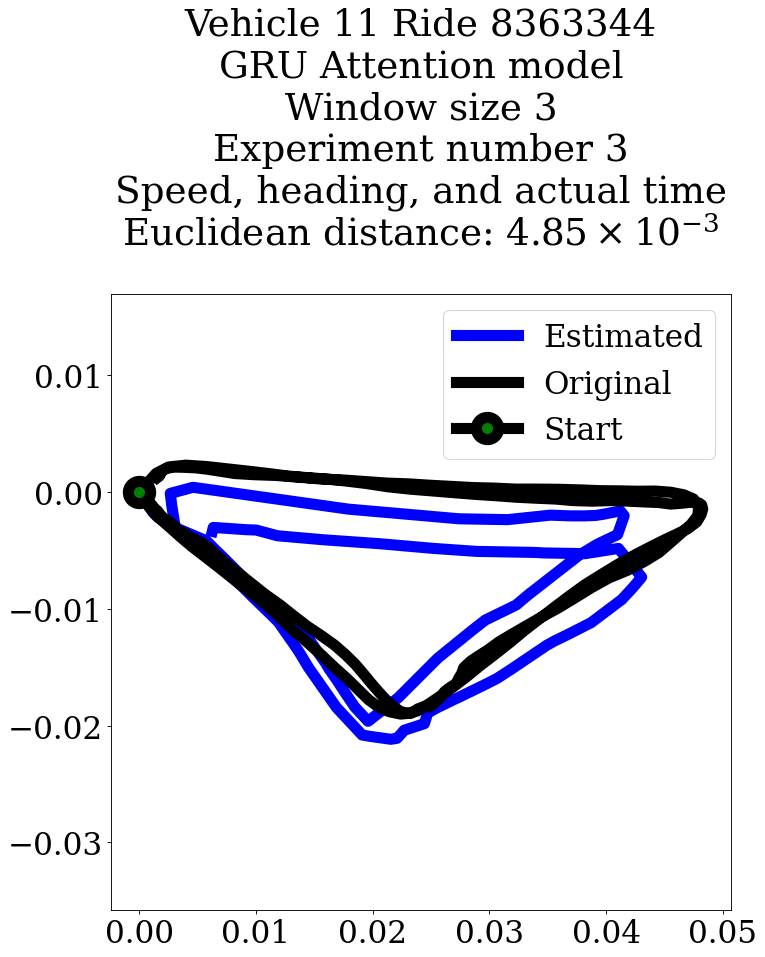 Vehicle 11 Ride 8363344
GRU Attention model
Window size 3
Experiment number 3
Speed, heading, and actual time
Euclidean distance: 4.85 × 10⁻³
Estimated
Original
Start
0.01
0.00
−0.01
−0.02
−0.03
0.00 0.01 0.02 0.03 0.04 0.05